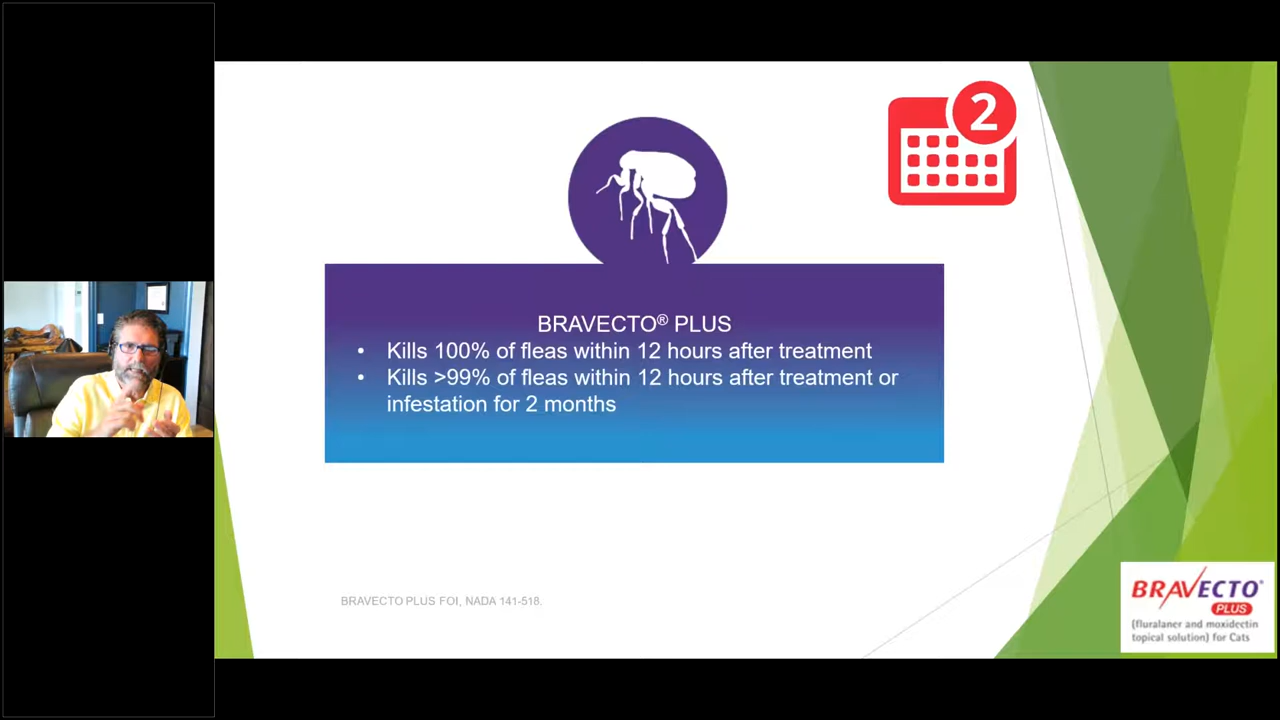 2
BRAVECTO® PLUS
• Kills 100% of fleas within 12 hours after treatment
• Kills >99% of fleas within 12 hours after treatment or
infestation for 2 months
BRAVECTO PLUS FOI, NADA 141-518.
BRAVECTO®
PLUS
(fluralaner and moxidectin
topical solution) for Cats